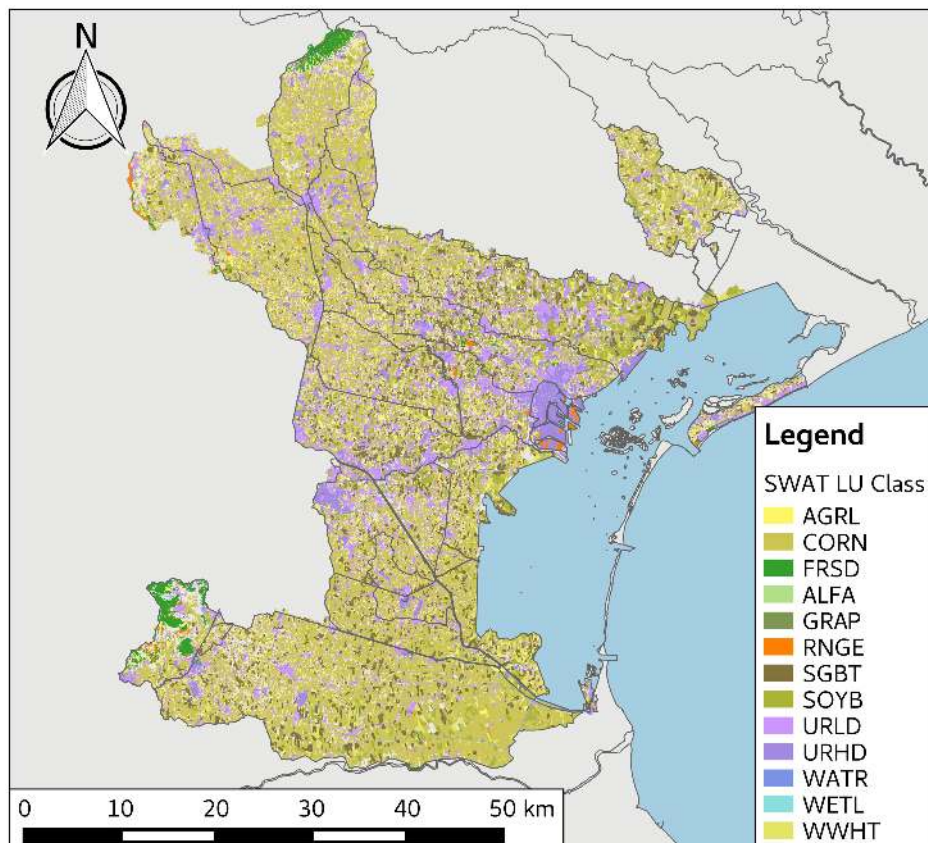 N
Legend
SWAT LU Class
AGRL
CORN
FRSD
ALFA
GRAP
RNGE
SGBT
SOYB
URLD
URHD
WATR
WETL
WWHT
0 10 20 30 40 50 km